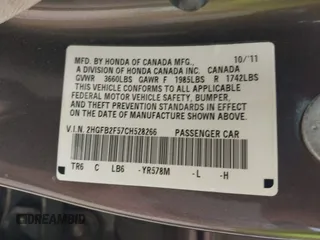 MFD. BY HONDA OF CANADA MFG., 10/'11
A DIVISION OF HONDA CANADA INC. CANADA
GVWR 3660LBS GAWR F 1985LBS R 1742LBS
THIS VEHICLE CONFORMS TO ALL APPLICABLE
FEDERAL MOTOR VEHICLE SAFETY, BUMPER,
AND THEFT PREVENTION STANDARDS IN EFFECT
ON THE DATE OF MANUFACTURE SHOWN ABOVE.
V.I.N. 2HGFB2F57CH528266 PASSENGER CAR
TR6 C LB6 -YR578M -L -H
© DREAMBID